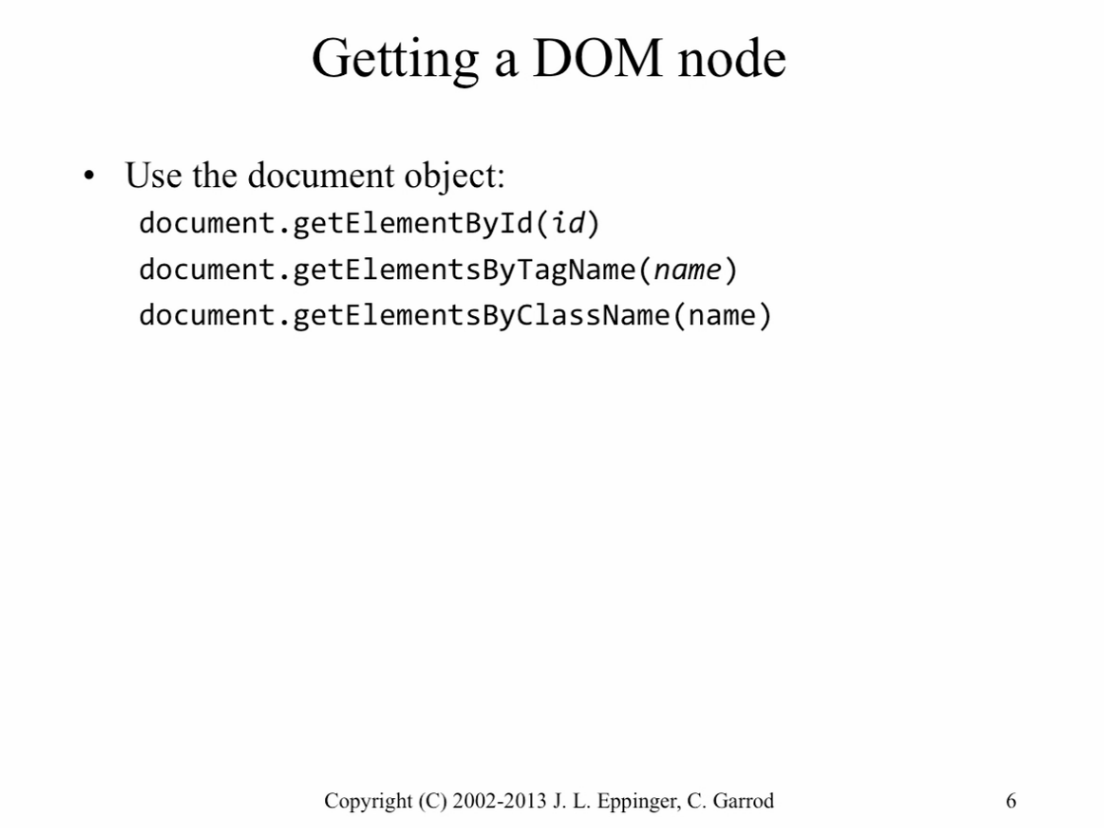 Getting a DOM node
• Use the document object:
document.getElementById(id)
document.getElementsByTagName(name)
document.getElementsByClassName(name)
Copyright (C) 2002-2013 J. L. Eppinger, C. Garrod 6